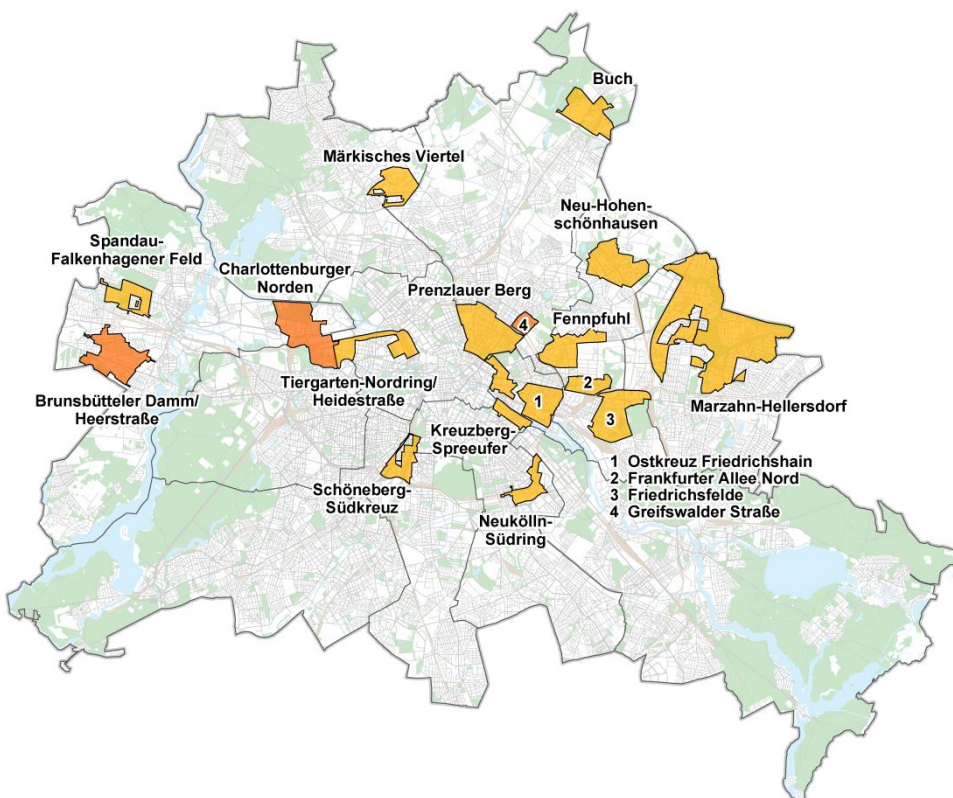 Buch
Märkisches Viertel
Neu-Hohen-
schönhausen
Spandau-
Falkenhagener Feld
Charlottenburger
Norden
Prenzlauer Berg
4
Fennpfuhl
Brunsbütteler Damm/
Heerstraße
Tiergarten-Nordring/
Heidestraße
2
1
3
Marzahn-Hellersdorf
Kreuzberg-
Spreeufer
Schöneberg-
Südkreuz
Neukölln-
Südring
1 Ostkreuz Friedrichshain
2 Frankfurter Allee Nord
3 Friedrichsfelde
4 Greifswalder Straße